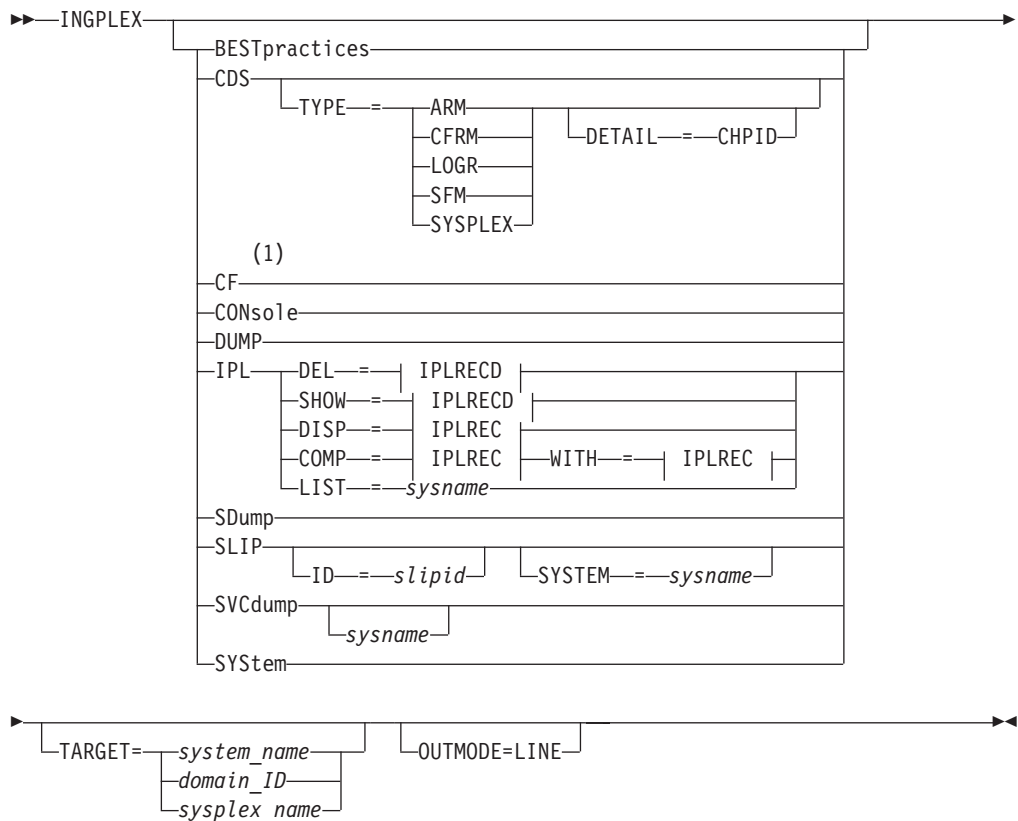 INGPLEX
BESTpractices
CDS
TYPE = ARM
CFRM DETAIL = CHPID
LOGR
SFM
SYSPLEX
(1)
CF
CONsole
DUMP
IPL DEL = IPLRECD
SHOW = IPLRECD
DISP = IPLREC
COMP = IPLREC WITH = IPLREC
LIST = sysname
SDump
SLIP
ID = slipid SYSTEM = sysname
SVCdump
sysname
SYStem
TARGET= system_name OUTMODE=LINE
domain_ID
sysplex name